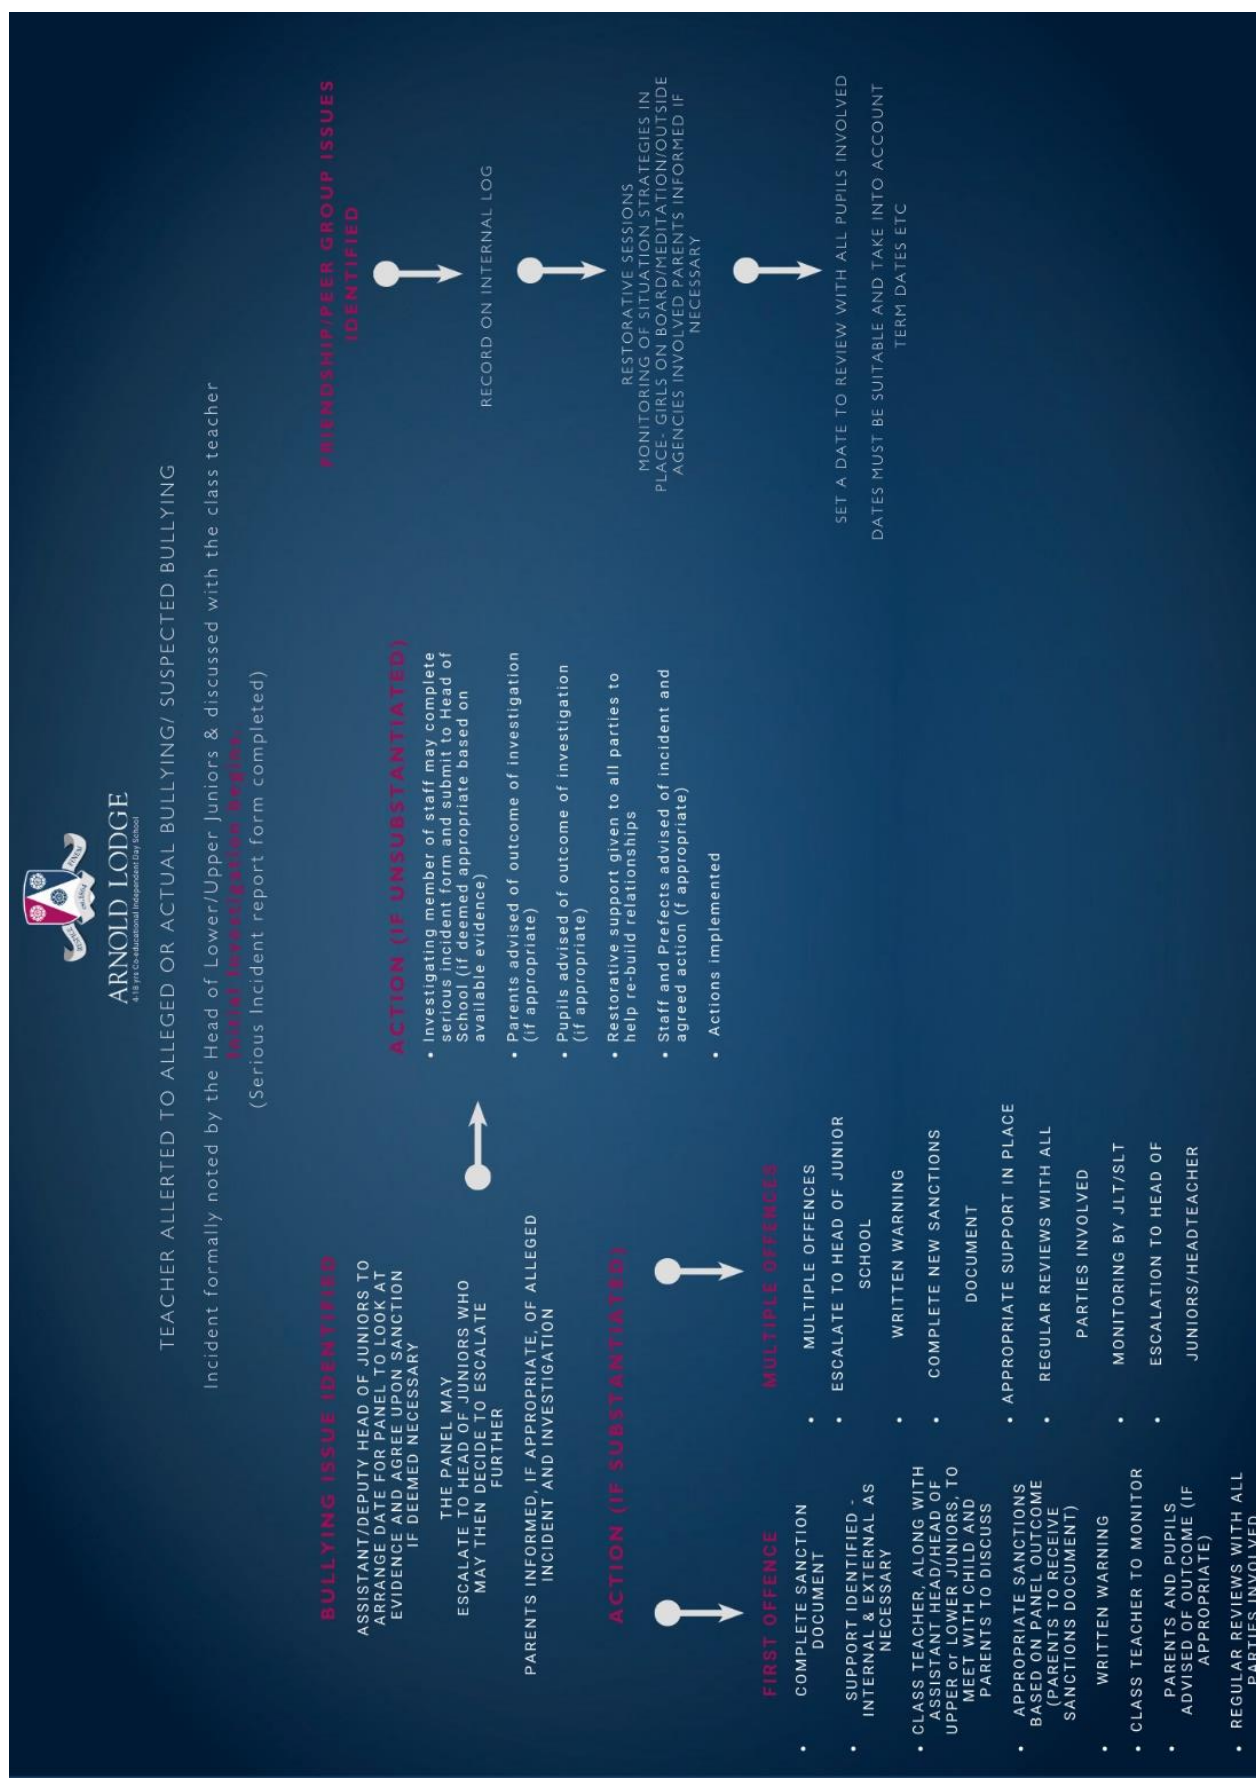 ARNOLD LODGE
4-18 yrs Co-educational Independent Day School
TEACHER ALLERTED TO ALLEGED OR ACTUAL BULLYING/ SUSPECTED BULLYING
Incident formally noted by the Head of Lower/Upper Juniors & discussed with the class teacher
Initial Investigation Begins.
(Serious Incident report form completed)
BULLYING ISSUE IDENTIFIED
ASSISTANT/DEPUTY HEAD OF JUNIORS TO
ARRANGE DATE FOR PANEL TO LOOK AT
EVIDENCE AND AGREE UPON SANCTION
IF DEEMED NECESSARY
THE PANEL MAY
ESCALATE TO HEAD OF JUNIORS WHO
MAY THEN DECIDE TO ESCALATE
FURTHER
PARENTS INFORMED, IF APPROPRIATE, OF ALLEGED
INCIDENT AND INVESTIGATION
ACTION (IF UNSUBSTANTIATED)
• Investigating member of staff may complete
serious incident form and submit to Head of
School (if deemed appropriate based on
available evidence)
• Parents advised of outcome of investigation
(if appropriate)
• Pupils advised of outcome of investigation
(if appropriate)
• Restorative support given to all parties to
help re-build relationships
• Staff and Prefects advised of incident and
agreed action (f appropriate)
• Actions implemented
FRIENDSHIP/PEER GROUP ISSUES
IDENTIFIED
RECORD ON INTERNAL LOG
RESTORATIVE SESSIONS
MONITORING OF SITUATION STRATEGIES IN
PLACE- GIRLS ON BOARD/MEDITATION/OUTSIDE
AGENCIES INVOLVED PARENTS INFORMED IF
NECESSARY
SET A DATE TO REVIEW WITH ALL PUPILS INVOLVED
DATES MUST BE SUITABLE AND TAKE INTO ACCOUNT
TERM DATES ETC
ACTION (IF SUBSTANTIATED)
FIRST OFFENCE
• COMPLETE SANCTION
DOCUMENT
• SUPPORT IDENTIFIED -
INTERNAL & EXTERNAL AS
NECESSARY
• CLASS TEACHER, ALONG WITH
ASSISTANT HEAD/HEAD OF
UPPER or LOWER JUNIORS, TO
MEET WITH CHILD AND
PARENTS TO DISCUSS
• APPROPRIATE SANCTIONS
BASED ON PANEL OUTCOME
(PARENTS TO RECEIVE
SANCTIONS DOCUMENT)
• WRITTEN WARNING
• CLASS TEACHER TO MONITOR
• PARENTS AND PUPILS
ADVISED OF OUTCOME (IF
APPROPRIATE)
• REGULAR REVIEWS WITH ALL
PARTIES INVOLVED
MULTIPLE OFFENCES
• MULTIPLE OFFENCES
• ESCALATE TO HEAD OF JUNIOR
SCHOOL
• WRITTEN WARNING
• COMPLETE NEW SANCTIONS
DOCUMENT
• APPROPRIATE SUPPORT IN PLACE
• REGULAR REVIEWS WITH ALL
PARTIES INVOLVED
• MONITORING BY JLT/SLT
• ESCALATION TO HEAD OF
JUNIORS/HEADTEACHER